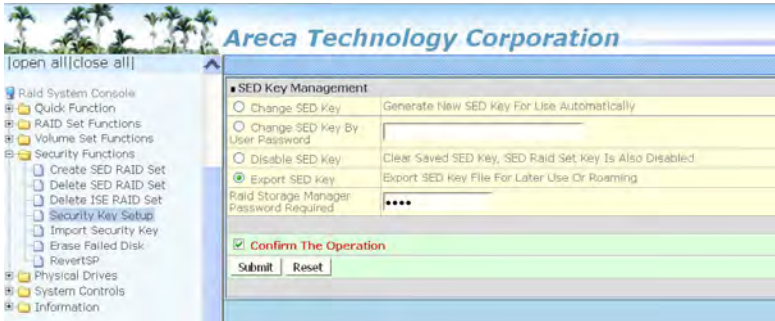 Areca Technology Corporation
|open all||close all|
Raid System Console
Quick Function
RAID Set Functions
Volume Set Functions
Security Functions
Create SED RAID Set
Delete SED RAID Set
Delete ISE RAID Set
Security Key Setup
Import Security Key
Erase Failed Disk
RevertSP
Physical Drives
System Controls
Information
SED Key Management
Change SED Key Generate New SED Key For Use Automatically
Change SED Key By
User Password
Disable SED Key Clear Saved SED Key, SED Raid Set Key Is Also Disabled
Export SED Key Export SED Key File For Later Use Or Roaming
Raid Storage Manager
Password Required ••••
Confirm The Operation
Submit Reset